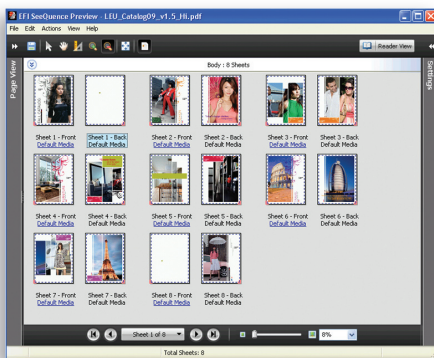 EFI SeeQuence Preview - LEU_Catalog09_v1.5_Hi.pdf
File Edit Actions View Help
Reader View
Page View
Body : 8 Sheets
Settings
Sheet 1 - Front Sheet 1 - Back Sheet 2 - Front Sheet 2 - Back Sheet 3 - Front Sheet 3 - Back
Default Media Default Media Default Media Default Media Default Media Default Media
Sheet 4 - Front Sheet 4 - Back Sheet 5 - Front Sheet 5 - Back Sheet 6 - Front Sheet 6 - Back
Default Media Default Media Default Media Default Media Default Media Default Media
Sheet 7 - Front Sheet 7 - Back Sheet 8 - Front Sheet 8 - Back
Default Media Default Media Default Media Default Media
Sheet 1 of 8
8%
Total Sheets: 8